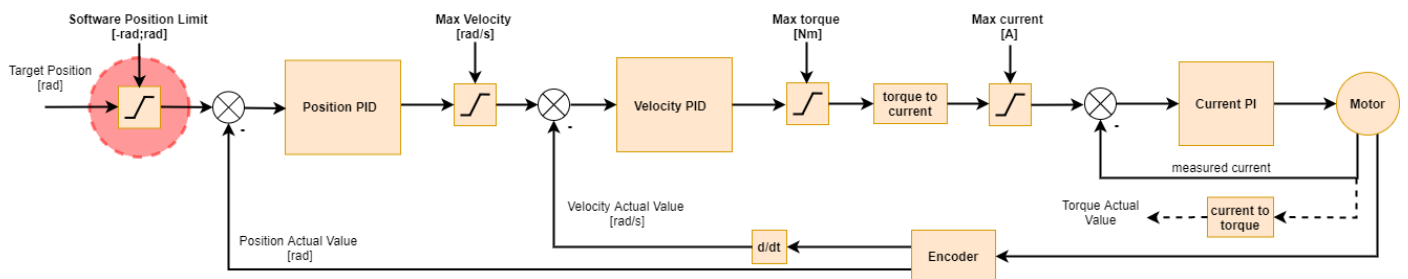 Software Position Limit
[-rad;rad]
Max Velocity
[rad/s]
Max torque
[Nm]
Max current
[A]
Target Position
[rad]
Position PID
Velocity PID
torque to
current
Current PI
Motor
-
-
-
measured current
Velocity Actual Value
[rad/s]
Torque Actual
Value
current to
torque
Position Actual Value
[rad]
d/dt
Encoder